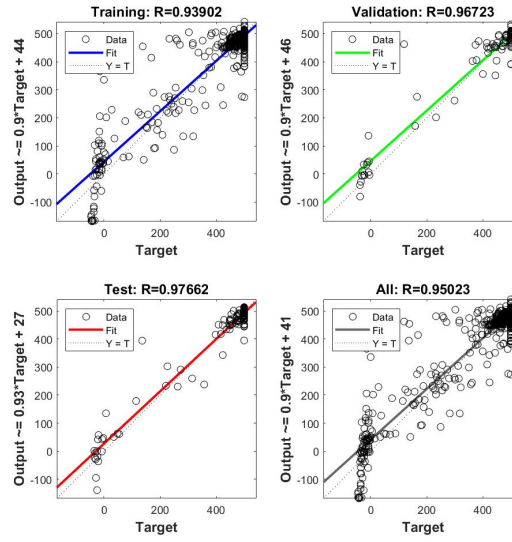 Training: R=0.93902
Output ~= 0.9*Target + 44
500
400
300
200
100
0
-100
Data
Fit
Y = T
0
200
400
Target
Validation: R=0.96723
Output ~= 0.9*Target + 46
500
400
300
200
100
0
-100
Data
Fit
Y = T
0
200
400
Target
Test: R=0.97662
Output ~= 0.93*Target + 27
500
400
300
200
100
0
-100
Data
Fit
Y = T
0
200
400
Target
All: R=0.95023
Output ~= 0.9*Target + 41
500
400
300
200
100
0
-100
Data
Fit
Y = T
0
200
400
Target